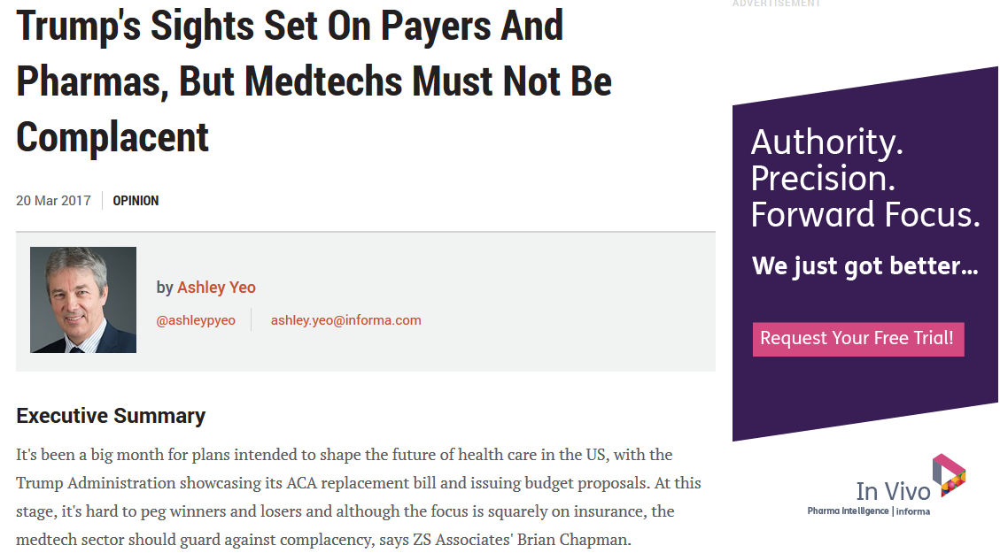 Trump's Sights Set On Payers And
Pharmas, But Medtechs Must Not Be
Complacent
20 Mar 2017 OPINION
by Ashley Yeo
@ashleypyeo ashley.yeo@informa.com
Executive Summary
It's been a big month for plans intended to shape the future of health care in the US, with the
Trump Administration showcasing its ACA replacement bill and issuing budget proposals. At this
stage, it's hard to peg winners and losers and although the focus is squarely on insurance, the
medtech sector should guard against complacency, says ZS Associates' Brian Chapman.
ADVERTISEMENT
Authority.
Precision.
Forward Focus.
We just got better...
Request Your Free Trial!
In Vivo
Pharma Intelligence | informa